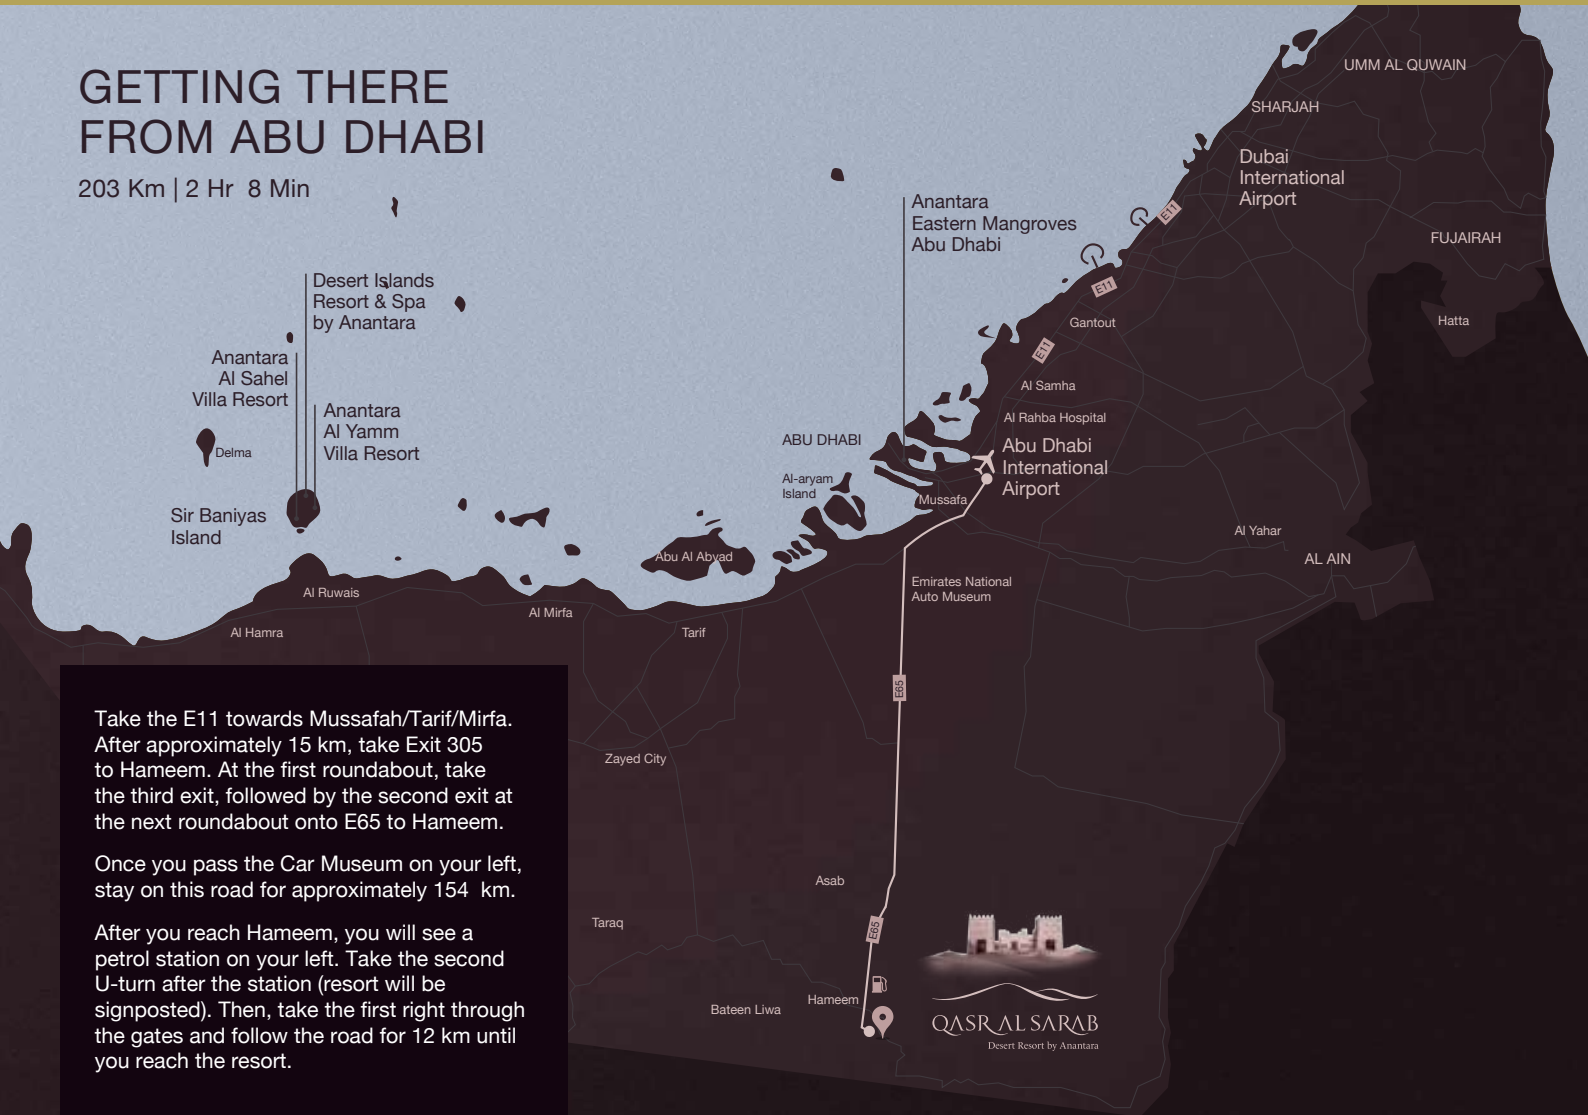 GETTING THERE
FROM ABU DHABI
203 Km | 2 Hr  8 Min
UMM AL QUWAIN
SHARJAH
Dubai
International
Airport
FUJAIRAH
Hatta
Anantara
Eastern Mangroves
Abu Dhabi
E11
E11
E11
Gantout
Al Samha
Al Rahba Hospital
Abu Dhabi
International
Airport
Desert Islands
Resort & Spa
by Anantara
Anantara
Al Sahel
Villa Resort
Anantara
Al Yamm
Villa Resort
Delma
Sir Baniyas
Island
ABU DHABI
Al-aryam
Island
Mussafa
Abu Al Abyad
Al Yahar
AL AIN
Emirates National
Auto Museum
Al Ruwais
Al Hamra
Al Mirfa
Tarif
E65
Zayed City
Asab
Taraq
E65
Bateen Liwa
Hameem
QASR AL SARAB
Desert Resort by Anantara
Take the E11 towards Mussafah/Tarif/Mirfa.
After approximately 15 km, take Exit 305
to Hameem. At the first roundabout, take
the third exit, followed by the second exit at
the next roundabout onto E65 to Hameem.
Once you pass the Car Museum on your left,
stay on this road for approximately 154  km.
After you reach Hameem, you will see a
petrol station on your left. Take the second
U-turn after the station (resort will be
signposted). Then, take the first right through
the gates and follow the road for 12 km until
you reach the resort.